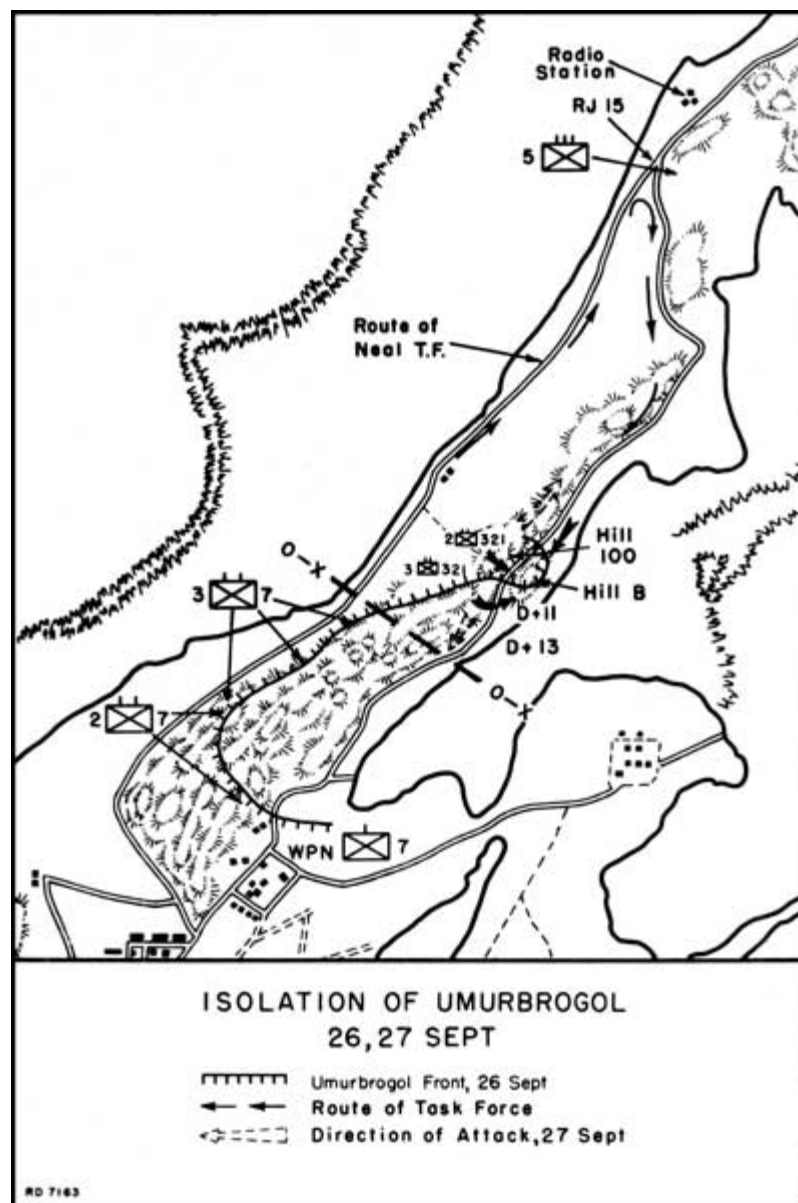 Radio
Station
RJ 15
5
Route of
Neal T.F.
2 321
3 321
Hill
100
O-X
Hill B
3 7
D+11
D+13
O-X
2 7
WPN 7
ISOLATION OF UMURBROGOL
26,27 SEPT
Umurbrogol Front, 26 Sept
Route of Task Force
Direction of Attack,27 Sept
RD 7163